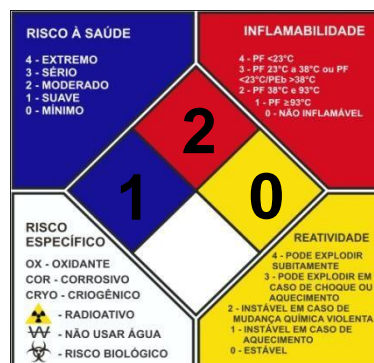 RISCO À SAÚDE
4 - EXTREMO
3 - SÉRIO
2 - MODERADO
1 - SUAVE
0 - MÍNIMO
INFLAMABILIDADE
4 - PF <23°C
3 - PF 23°C a 38°C ou PF
<23°C/PEb >38°C
2 - PF 38°C e 93°C
1 - PF ≥93°C
0 - NÃO INFLAMÁVEL
2
1
0
RISCO
ESPECÍFICO
OX - OXIDANTE
COR - CORROSIVO
CRYO - CRIOGÊNICO
- RADIOATIVO
W - NÃO USAR ÁGUA
- RISCO BIOLÓGICO
REATIVIDADE
4 - PODE EXPLODIR
SUBITAMENTE
3 - PODE EXPLODIR EM
CASO DE CHOQUE OU
AQUECIMENTO
2 - INSTÁVEL EM CASO DE
MUDANÇA QUÍMICA VIOLENTA
1 - INSTÁVEL EM CASO DE
AQUECIMENTO
0 - ESTÁVEL